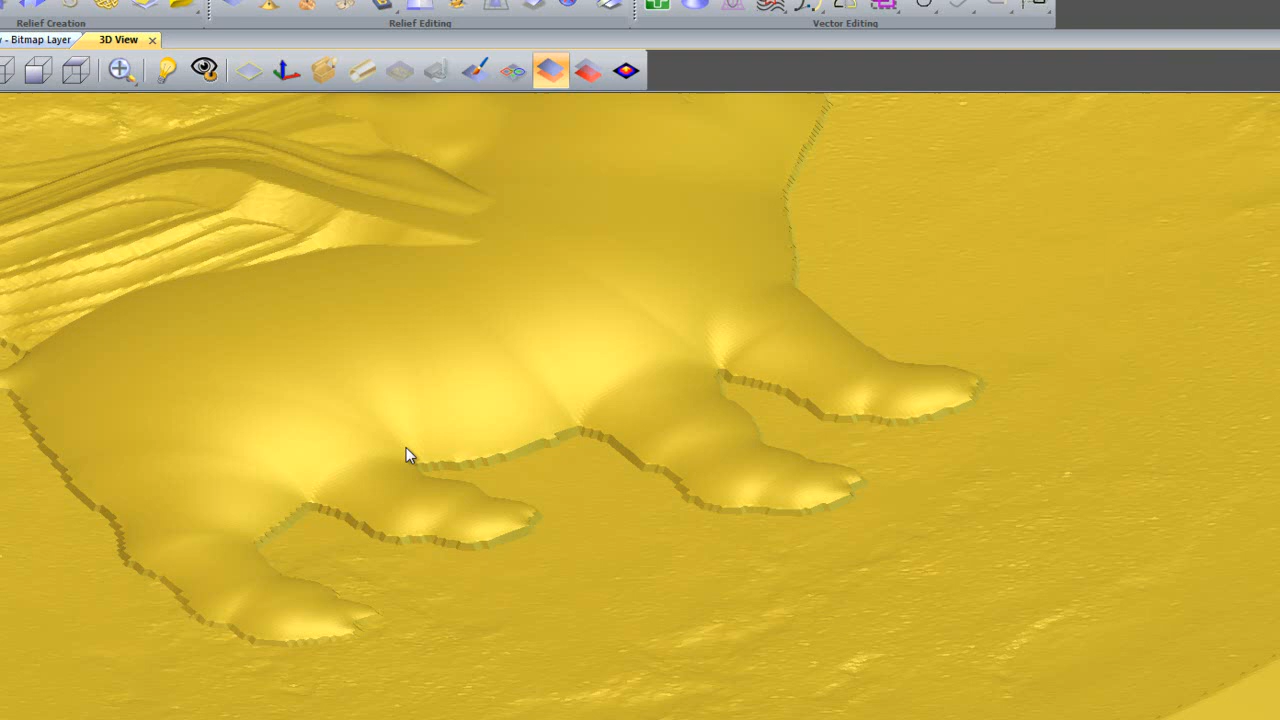 Relief Creation
Relief Editing
Vector Editing
- Bitmap Layer
3D View